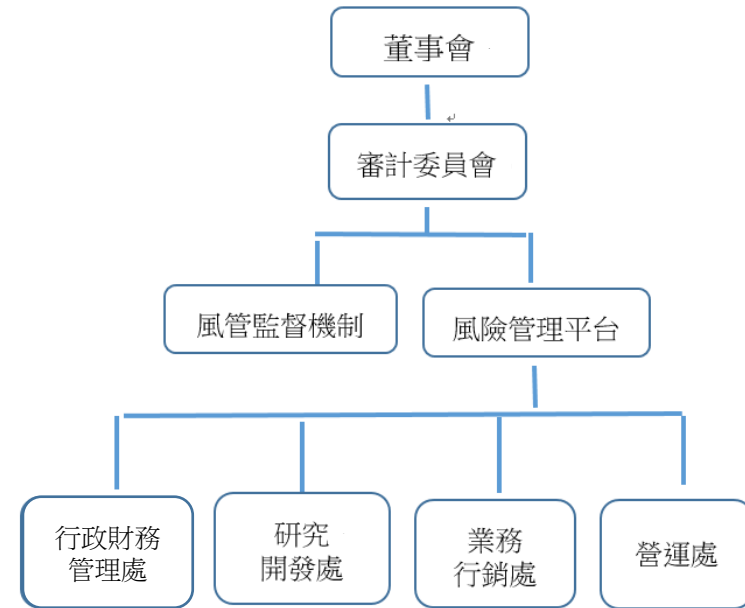 董事會
審計委員會
風管監督機制
風險管理平台
行政財務
管理處
研究
開發處
業務
行銷處
營運處